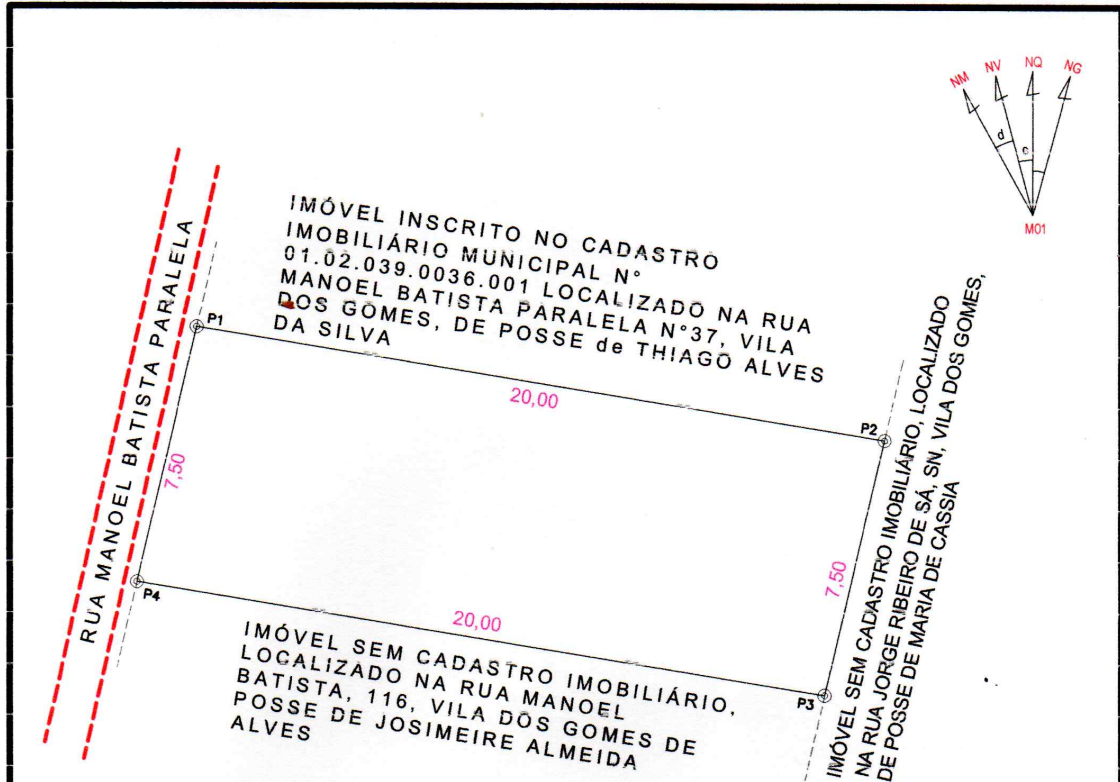 NM
NV
NQ
NG
d
c
M01
RUA MANOEL BATISTA PARALELA
IMÓVEL INSCRITO NO CADASTRO
IMOBILIÁRIO MUNICIPAL N°
01.02.039.0036.001 LOCALIZADO NA RUA
MANOEL BATISTA PARALELA N°37, VILA
DOS GOMES, DE POSSE de THIAGO ALVES
DA SILVA
P1
20,00
P2
7,50
7,50
P4
20,00
P3
IMÓVEL SEM CADASTRO IMOBILIÁRIO,
LOCALIZADO NA RUA MANOEL
BATISTA, 116, VILA DOS GOMES DE
POSSE DE JOSIMEIRE ALMEIDA
ALVES
IMÓVEL SEM CADASTRO IMOBILIÁRIO, LOCALIZADO
NA RUA JORGE RIBEIRO DE SÁ, SN, VILA DOS GOMES,
DE POSSE DE MARIA DE CASSIA